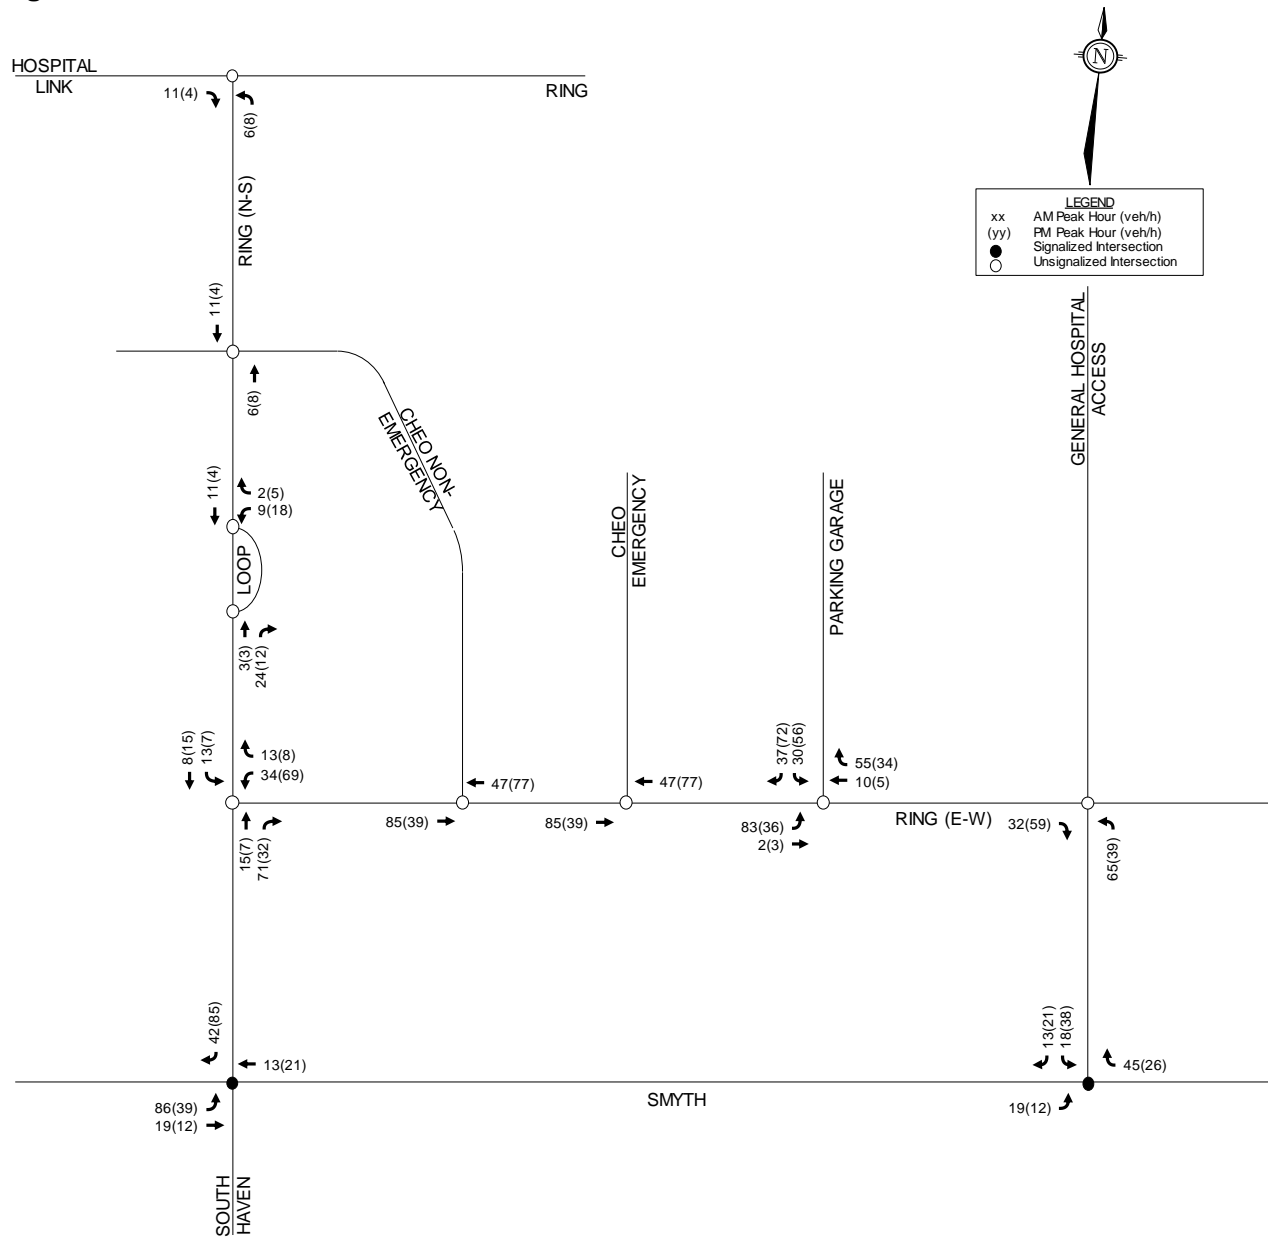 N
HOSPITAL
LINK
RING
11(4)
6(8)
RING (N-S)
LEGEND
xx AM Peak Hour (veh/h)
(yy) PM Peak Hour (veh/h)
Signalized Intersection
Unsignalized Intersection
11(4)
6(8)
CHEO NON-
EMERGENCY
GENERAL HOSPITAL
ACCESS
11(4)
2(5)
9(18)
LOOP
CHEO
EMERGENCY
PARKING GARAGE
3(3)
24(12)
8(15)
13(7)
13(8)
34(69)
47(77)
47(77)
37(72)
30(56)
55(34)
10(5)
15(7)
71(32)
85(39)
85(39)
83(36)
2(3)
RING (E-W)
32(59)
65(39)
42(85)
13(21)
13(21)
18(38)
45(26)
86(39)
19(12)
SMYTH
19(12)
SOUTH
HAVEN